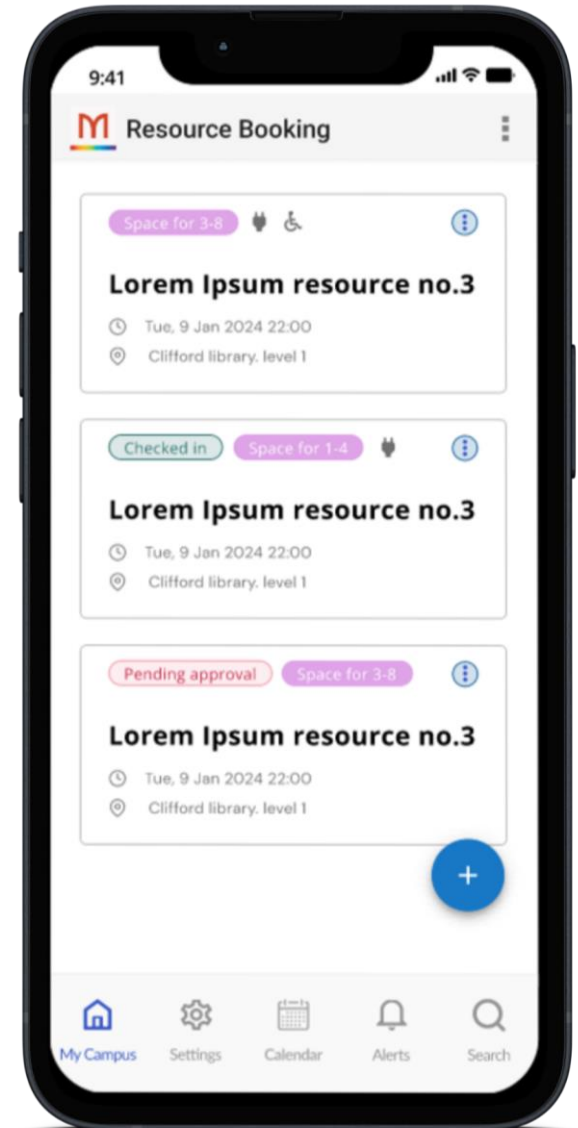 9:41
Resource Booking
Space for 3-8
Lorem Ipsum resource no.3
Tue, 9 Jan 2024 22:00
Clifford library. level 1
Checked in Space for 1-4
Lorem Ipsum resource no.3
Tue, 9 Jan 2024 22:00
Clifford library. level 1
Pending approval Space for 3-8
Lorem Ipsum resource no.3
Tue, 9 Jan 2024 22:00
Clifford library. level 1
+
My Campus Settings Calendar Alerts Search